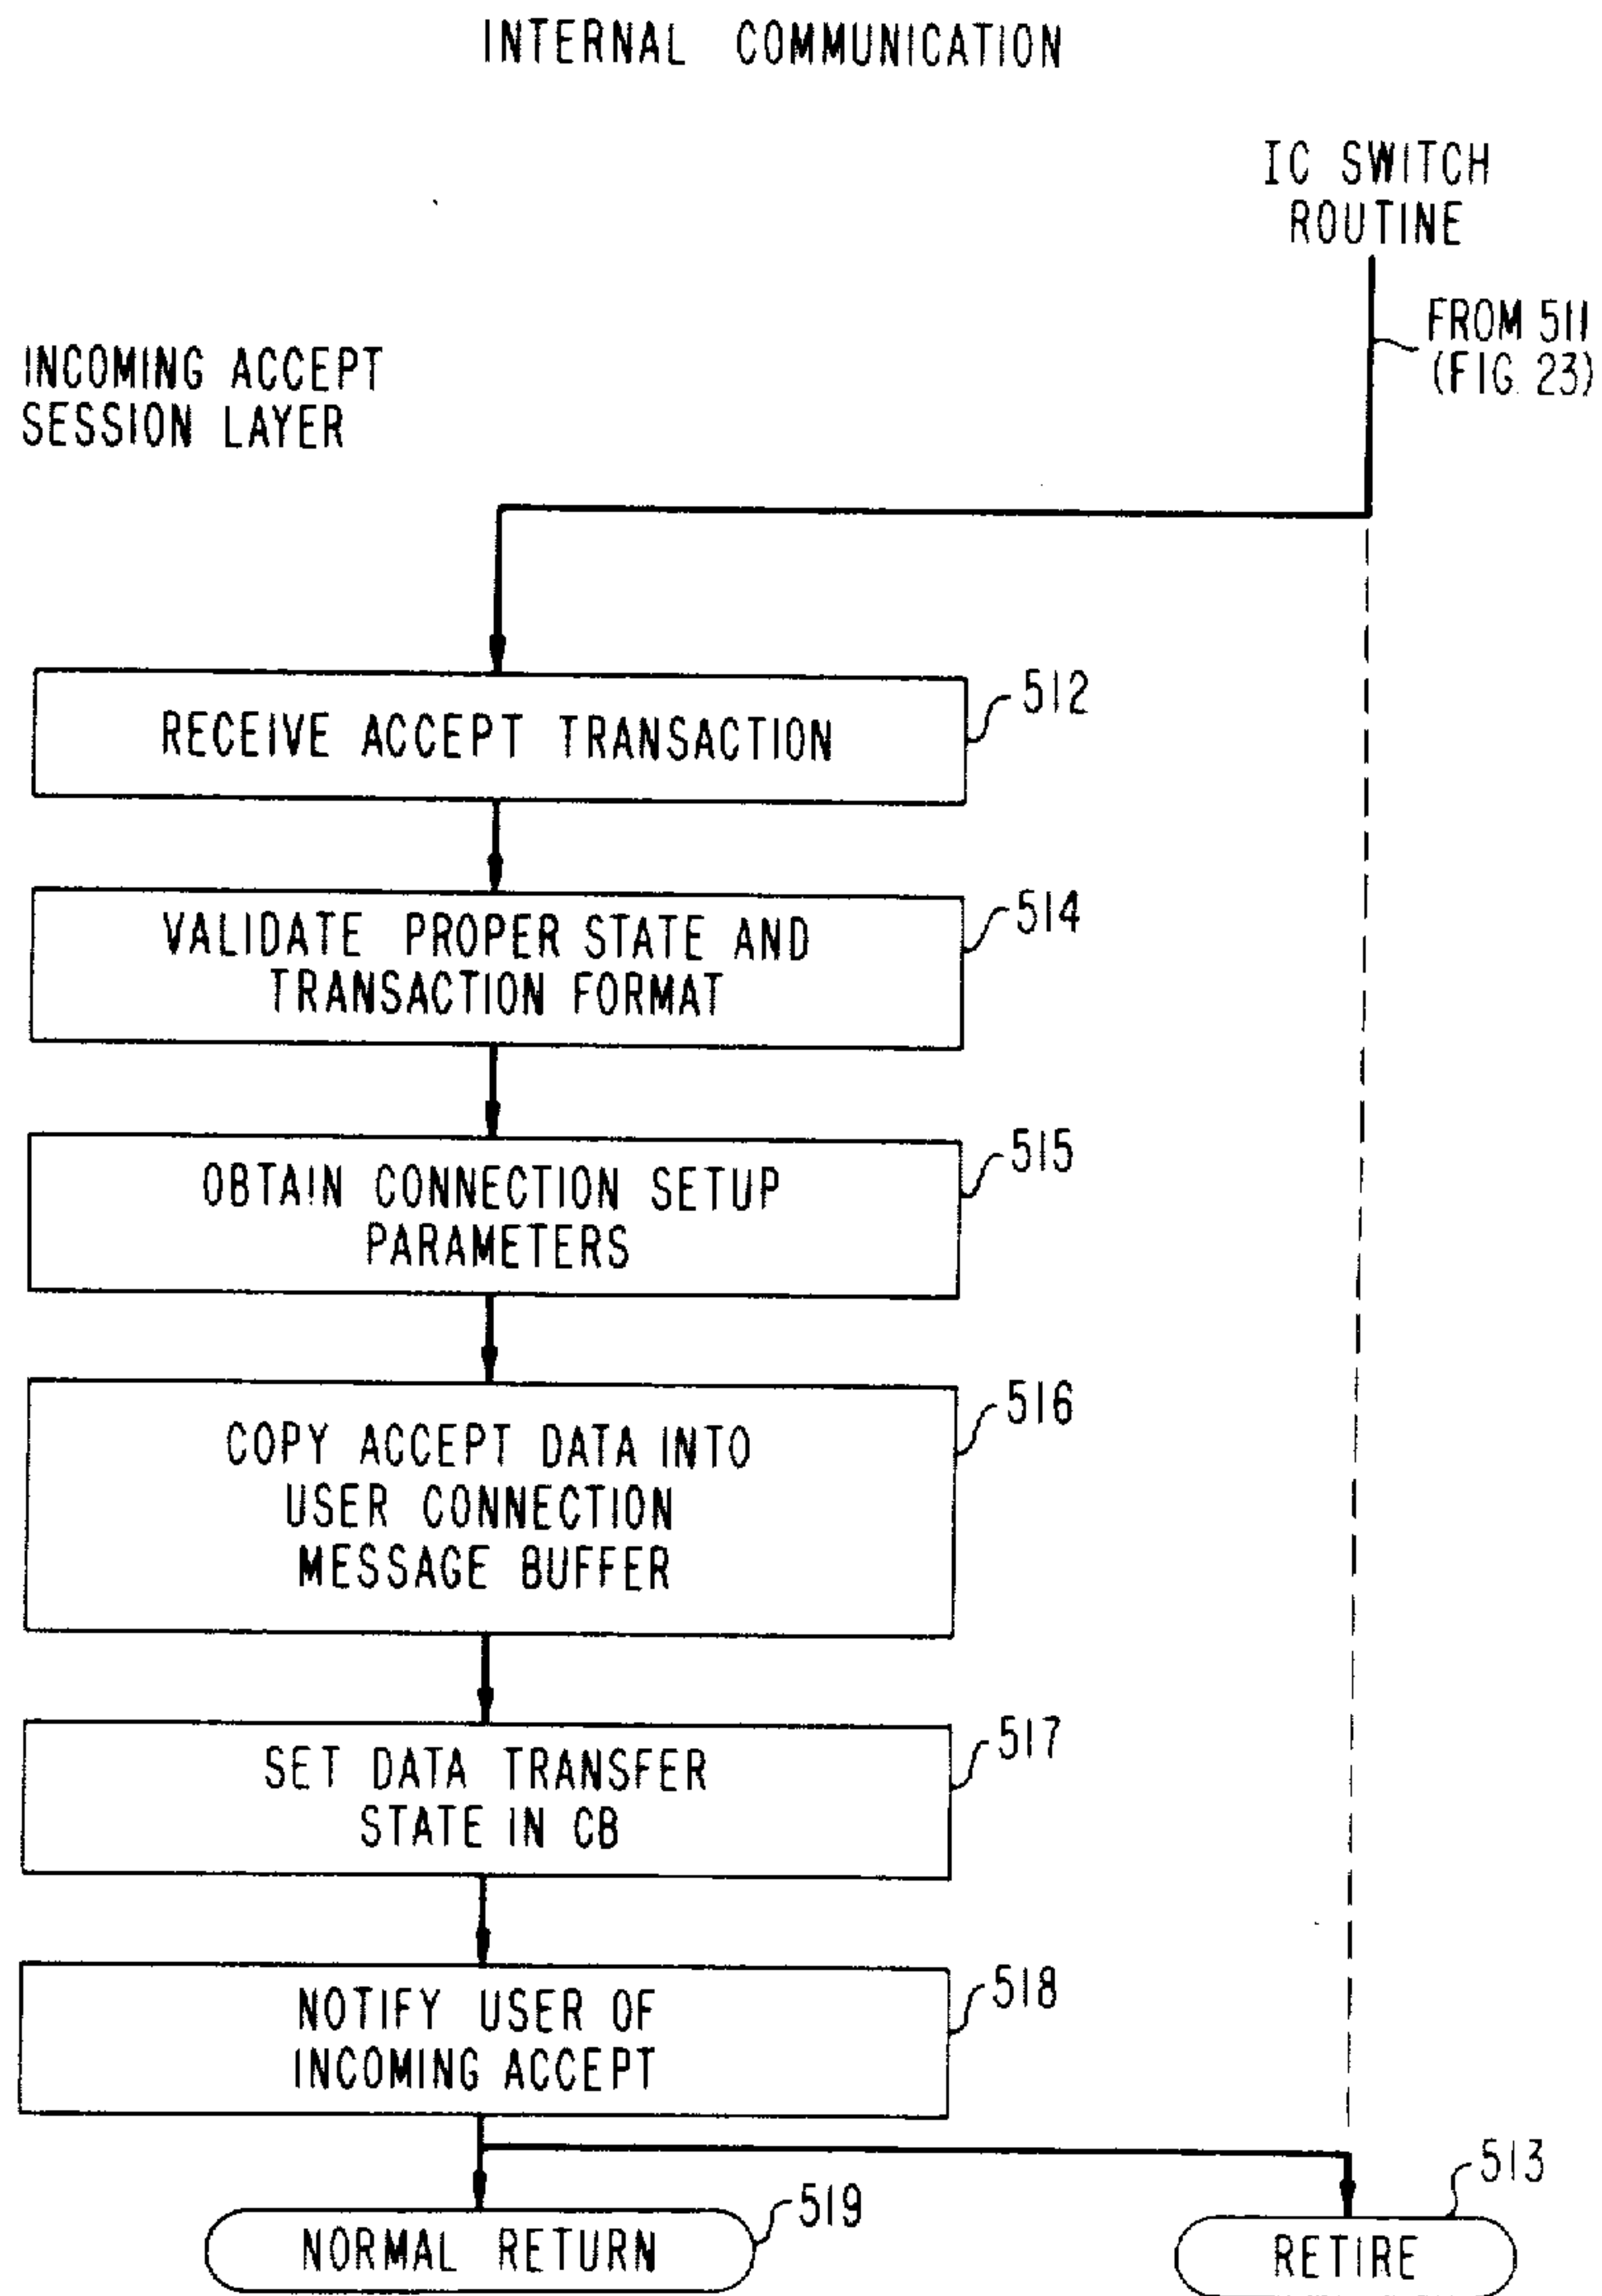 INTERNAL COMMUNICATION
IC SWITCH
ROUTINE
FROM 511
(FIG. 23)
INCOMING ACCEPT
SESSION LAYER
512
RECEIVE ACCEPT TRANSACTION
514
VALIDATE PROPER STATE AND
TRANSACTION FORMAT
515
OBTAIN CONNECTION SETUP
PARAMETERS
516
COPY ACCEPT DATA INTO
USER CONNECTION
MESSAGE BUFFER
517
SET DATA TRANSFER
STATE IN CB
518
NOTIFY USER OF
INCOMING ACCEPT
513
519
NORMAL RETURN
RETIRE